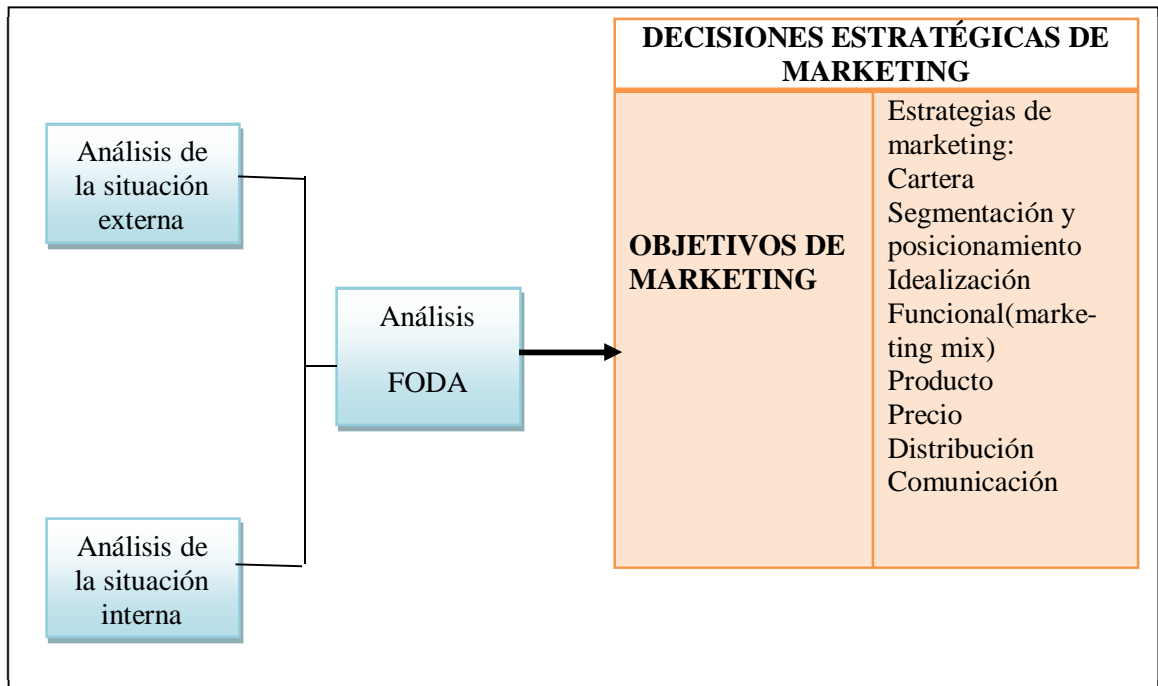 DECISIONES ESTRATÉGICAS DE
MARKETING
Análisis de
la situación
externa
Análisis
FODA
Análisis de
la situación
interna
OBJETIVOS DE
MARKETING
Estrategias de
marketing:
Cartera
Segmentación y
posicionamiento
Idealización
Funcional(marke-
ting mix)
Producto
Precio
Distribución
Comunicación